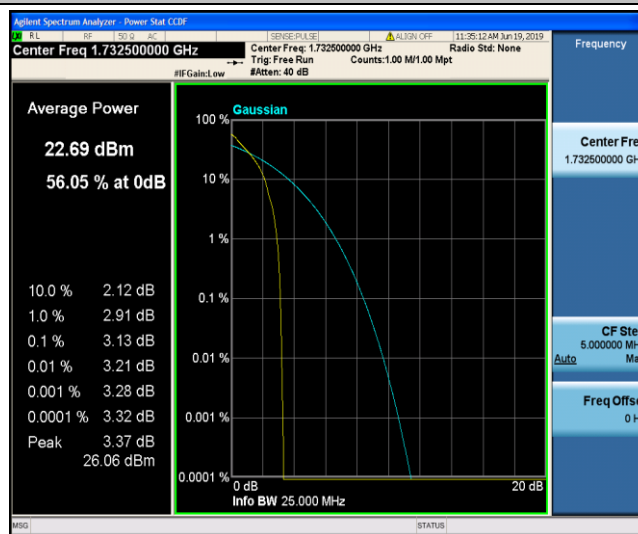 Agilent Spectrum Analyzer - Power Stat CCDF
RL RF 50 Ω AC SENSE:PULSE ALIGN OFF 11:35:12 AM Jun 19, 2019
Center Freq 1.732500000 GHz
Center Freq: 1.732500000 GHz Radio Std: None
Trig: Free Run Counts:1.00 M/1.00 Mpt
#IFGain:Low #Atten: 40 dB
Frequency
Average Power
22.69 dBm
56.05 % at 0dB
10.0 % 2.12 dB
1.0 % 2.91 dB
0.1 % 3.13 dB
0.01 % 3.21 dB
0.001 % 3.28 dB
0.0001 % 3.32 dB
Peak 3.37 dB
26.06 dBm
Gaussian
100 %
10 %
1 %
0.1 %
0.01 %
0.001 %
0.0001 %
0 dB 20 dB
Info BW 25.000 MHz
Center Fre
1.732500000 GH
CF Ste
5.000000 MH
Auto Ma
Freq Offse
0 H
MSG STATUS